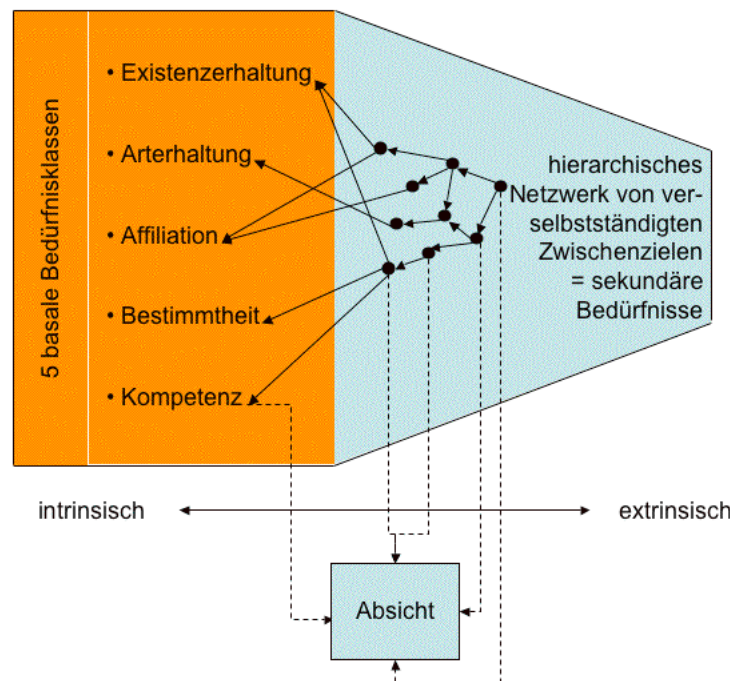 5 basale Bedürfnisklassen
• Existenzerhaltung
• Arterhaltung
• Affiliation
• Bestimmtheit
• Kompetenz
hierarchisches
Netzwerk von ver-
selbstständigten
Zwischenzielen
= sekundäre
Bedürfnisse
intrinsisch
extrinsisch
Absicht